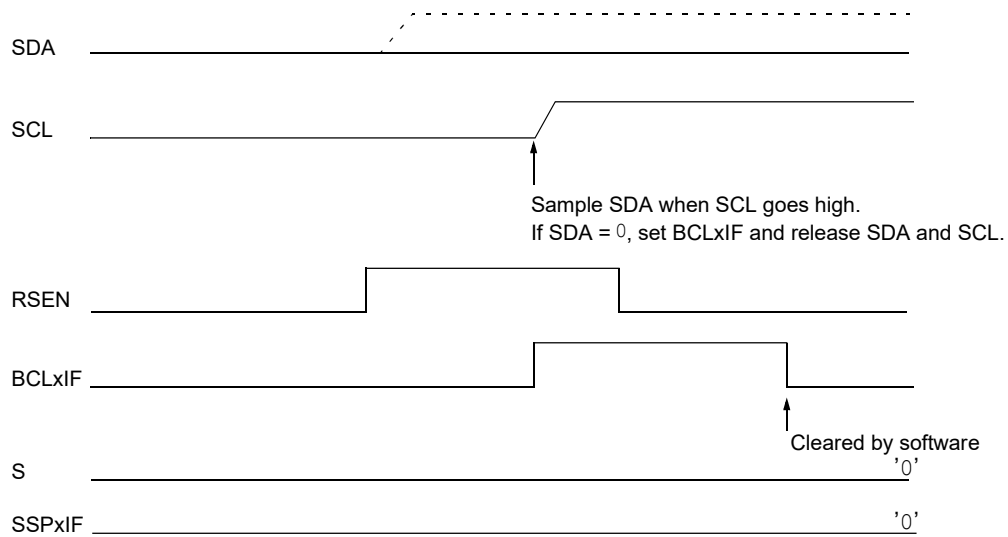 SDA
SCL
Sample SDA when SCL goes high.
If SDA = 0, set BCLxIF and release SDA and SCL.
RSEN
BCLxIF
Cleared by software
S
'0'
SSPxIF
'0'